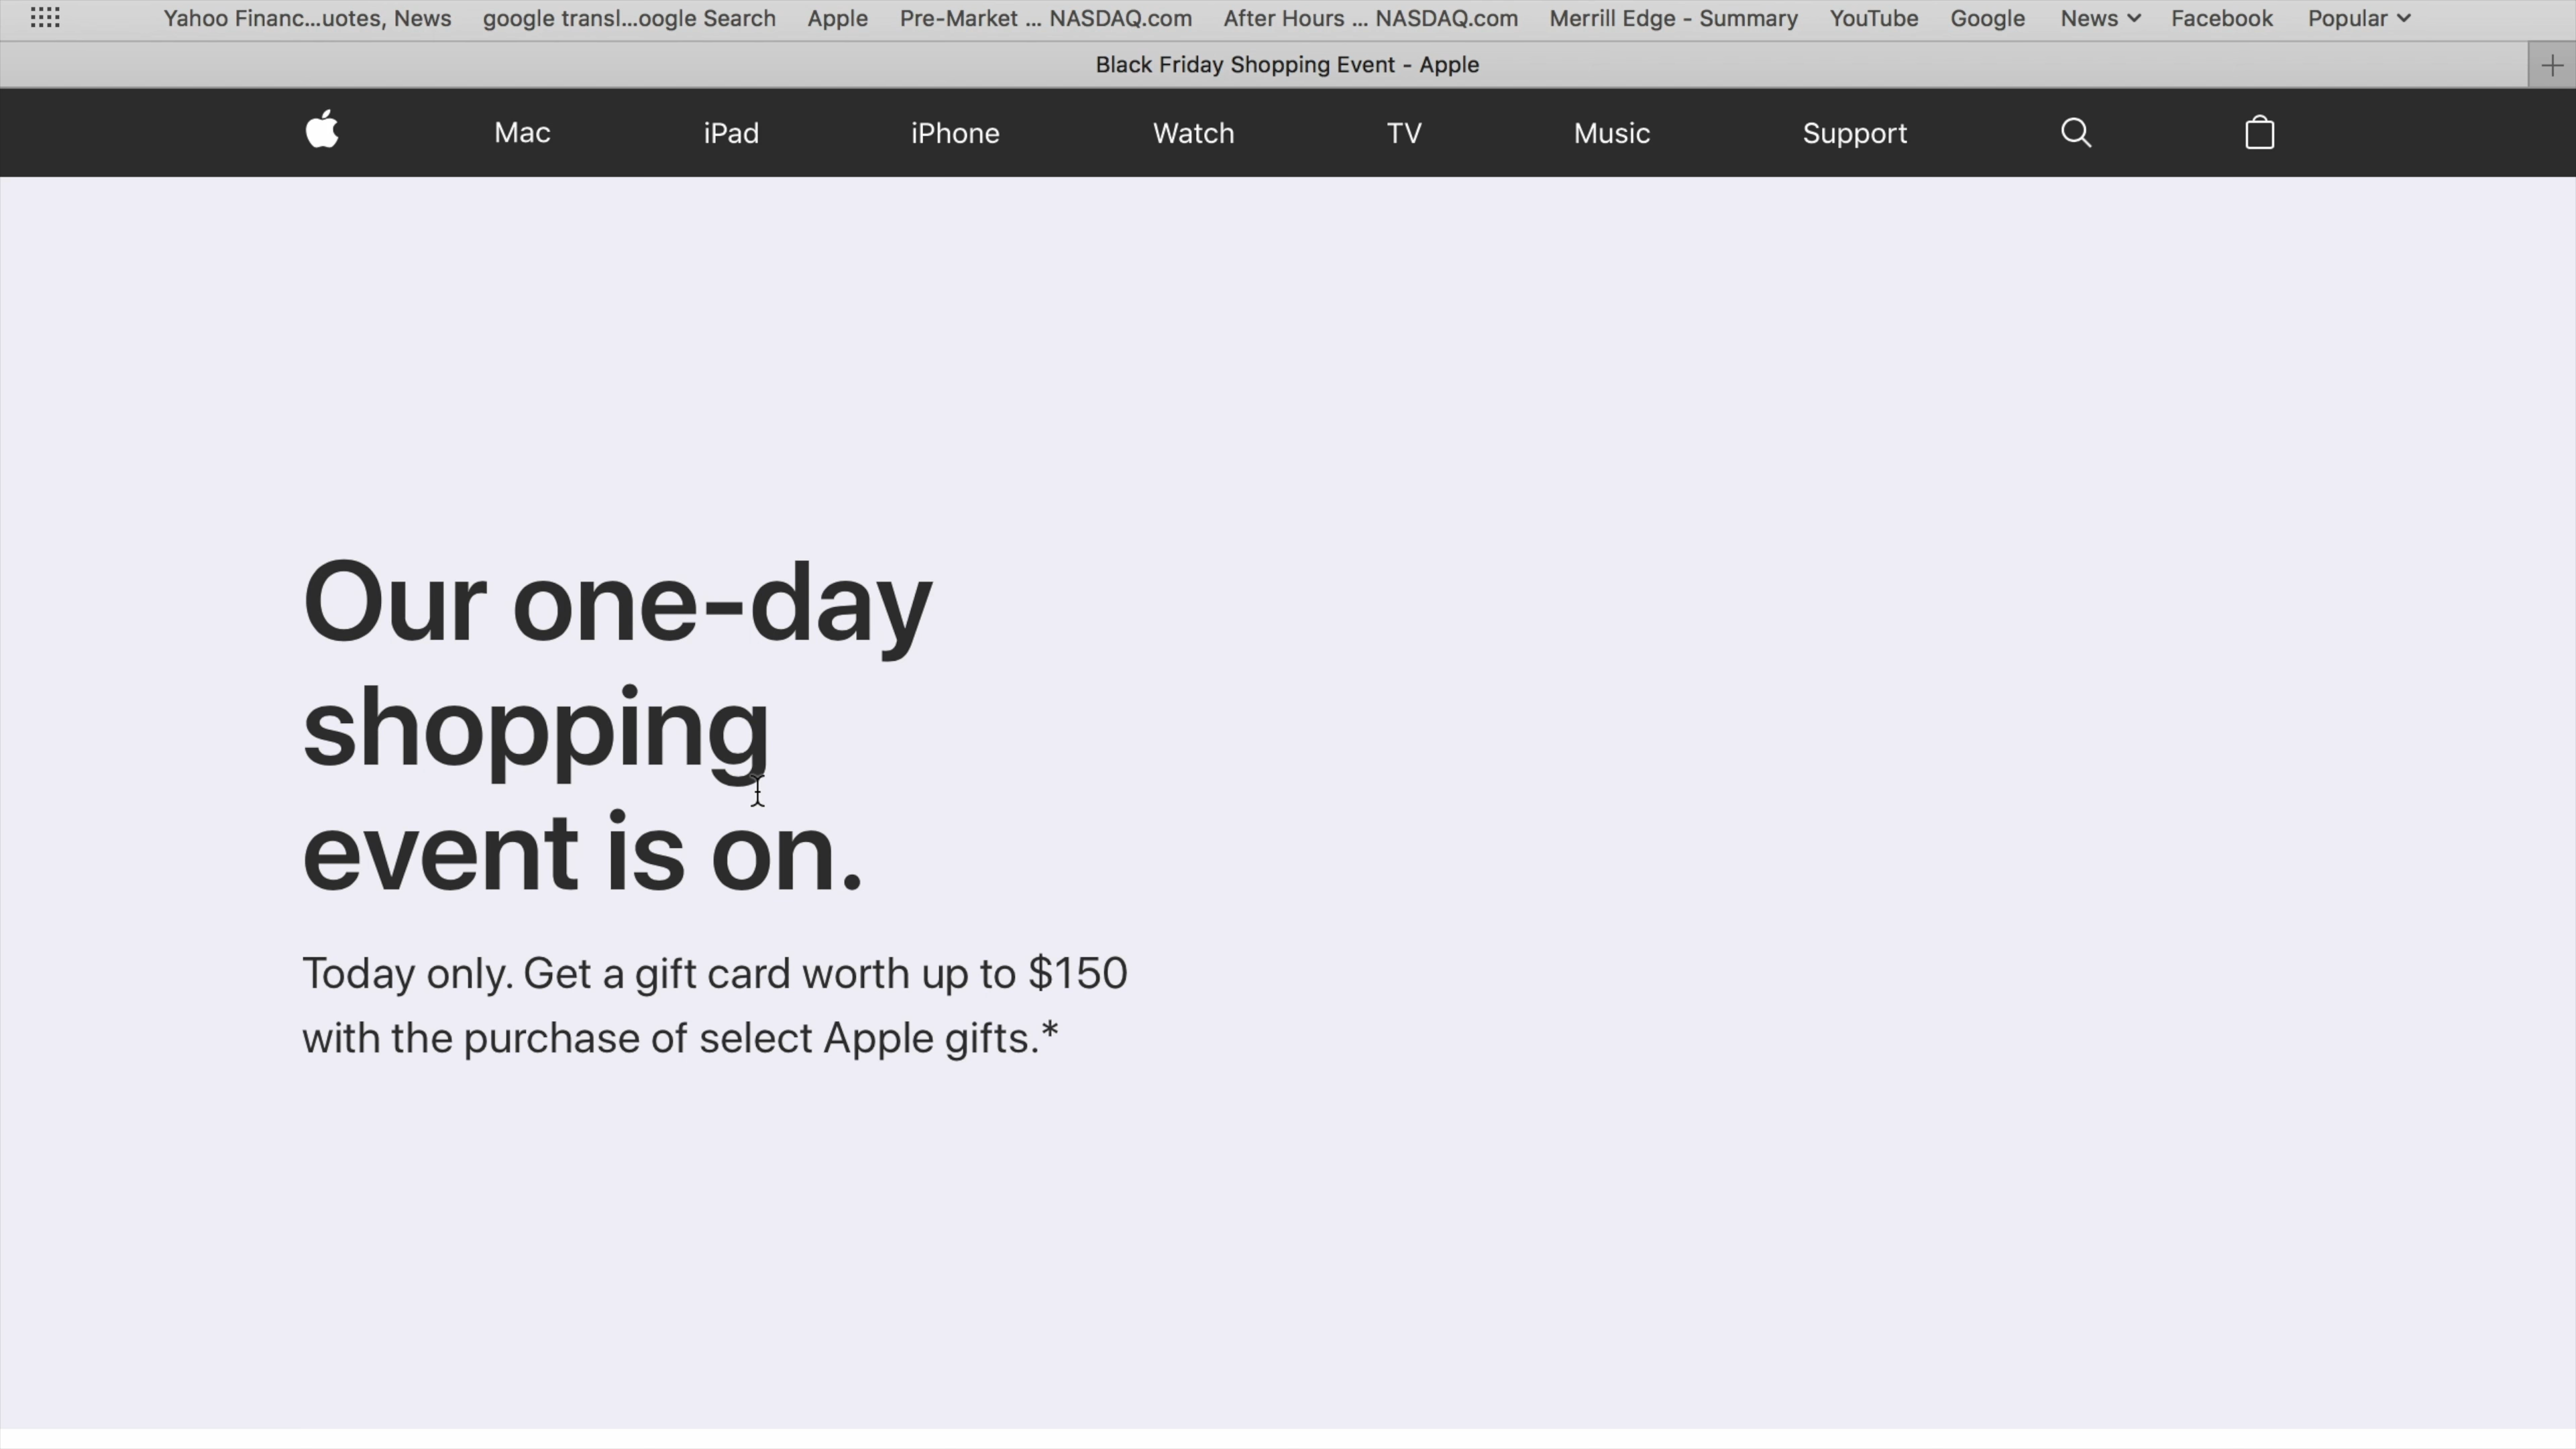 Yahoo Financ...uotes, News google transl...oogle Search Apple Pre-Market ... NASDAQ.com After Hours ... NASDAQ.com Merrill Edge - Summary YouTube Google News Facebook Popular
Black Friday Shopping Event - Apple
Mac iPad iPhone Watch TV Music Support
Our one-day
shopping
event is on.
Today only. Get a gift card worth up to $150
with the purchase of select Apple gifts.*